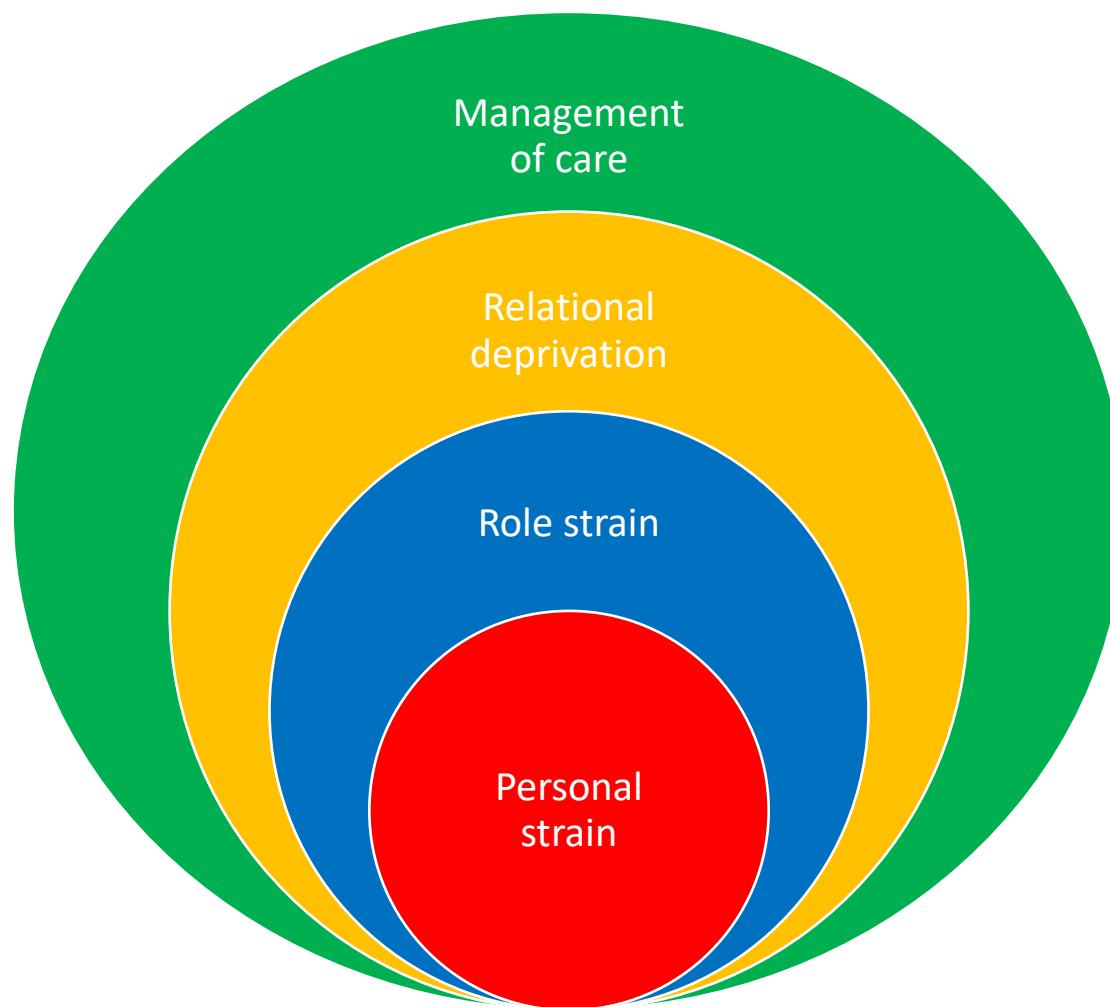 Management
of care
Relational
deprivation
Role strain
Personal
strain